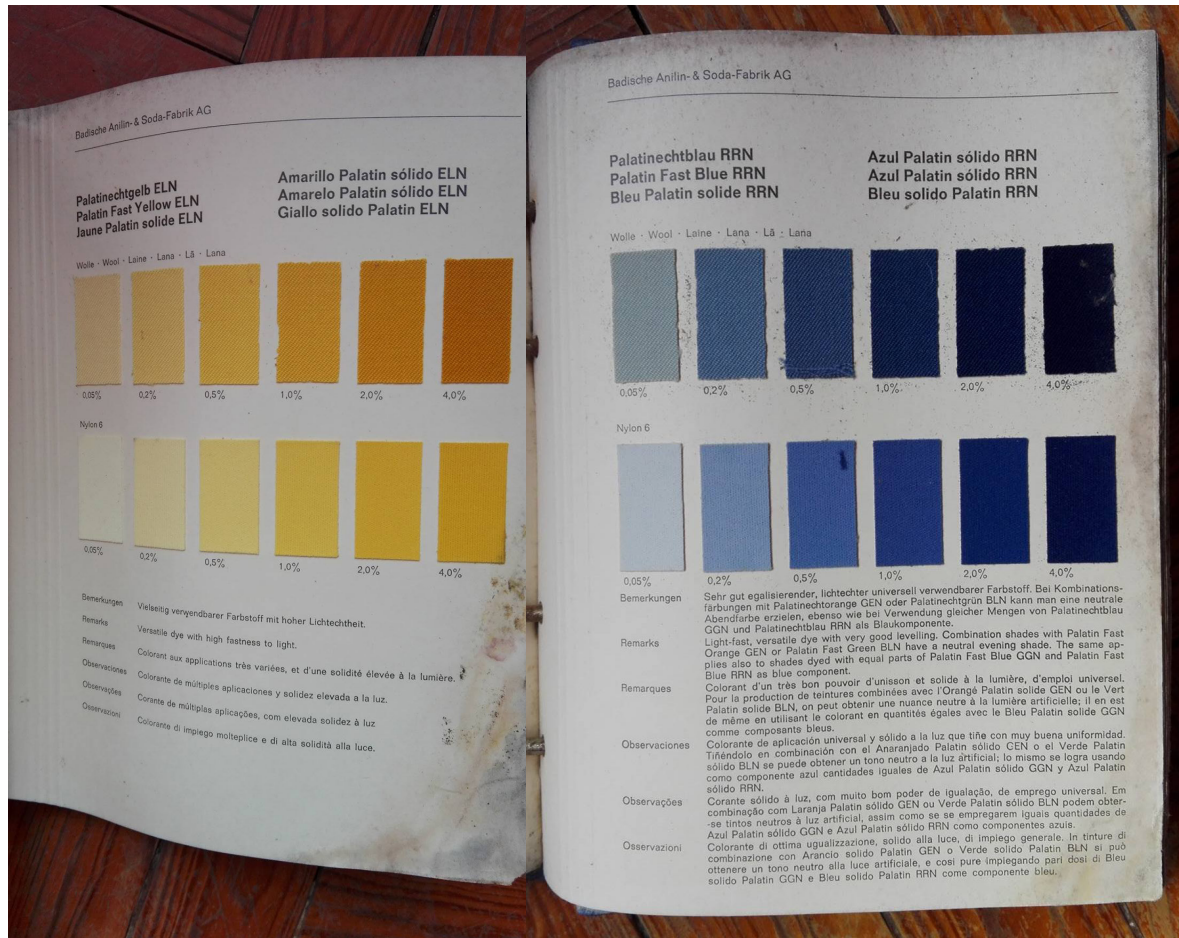 Badische Anilin- & Soda-Fabrik AG
Palatinechtgelb ELN
Palatin Fast Yellow ELN
Jaune Palatin solide ELN
Amarillo Palatin sólido ELN
Amarelo Palatin sólido ELN
Giallo solido Palatin ELN
Wolle · Wool · Laine · Lana · Lã · Lana
0,05% 0,2% 0,5% 1,0% 2,0% 4,0%
Nylon 6
0,05% 0,2% 0,5% 1,0% 2,0% 4,0%
Bemerkungen Vielseitig verwendbarer Farbstoff mit hoher Lichtechtheit.
Remarks Versatile dye with high fastness to light.
Remarques Colorant aux applications très variées, et d'une solidité élevée à la lumière.
Observaciones Colorante de múltiples aplicaciones y solidez elevada a la luz.
Observações Corante de múltiplas aplicações, com elevada solidez à luz
Osservazioni Colorante di impiego molteplice e di alta solidità alla luce.
Badische Anilin- & Soda-Fabrik AG
Palatinechtblau RRN
Palatin Fast Blue RRN
Bleu Palatin solide RRN
Azul Palatin sólido RRN
Azul Palatin sólido RRN
Bleu solido Palatin RRN
Wolle · Wool · Laine · Lana · Lã · Lana
0,05% 0,2% 0,5% 1,0% 2,0% 4,0%
Nylon 6
0,05% 0,2% 0,5% 1,0% 2,0% 4,0%
Bemerkungen Sehr gut egalisierender, lichtechter universell verwendbarer Farbstoff. Bei Kombinations-
färbungen mit Palatinechtorange GEN oder Palatinechtgrün BLN kann man eine neutrale
Abendfarbe erzielen, ebenso wie bei Verwendung gleicher Mengen von Palatinechtblau
GGN und Palatinechtblau RRN als Blaukomponente.
Remarks Light-fast, versatile dye with very good levelling. Combination shades with Palatin Fast
Orange GEN or Palatin Fast Green BLN have a neutral evening shade. The same ap-
plies also to shades dyed with equal parts of Palatin Fast Blue GGN and Palatin Fast
Blue RRN as blue component.
Remarques Colorant d'un très bon pouvoir d'unisson et solide à la lumière, d'emploi universel.
Pour la production de teintures combinées avec l'Orangé Palatin solide GEN ou le Vert
Palatin solide BLN, on peut obtenir une nuance neutre à la lumière artificielle; il en est
de même en utilisant le colorant en quantités égales avec le Bleu Palatin solide GGN
comme composants bleus.
Observaciones Colorante de aplicación universal y sólido a la luz que tiñe con muy buena uniformidad.
Tiñéndolo en combinación con el Anaranjado Palatin sólido GEN o el Verde Palatin
sólido BLN se puede obtener un tono neutro a la luz artificial; lo mismo se logra usando
como componente azul cantidades iguales de Azul Palatin sólido GGN y Azul Palatin
sólido RRN.
Observações Corante sólido à luz, com muito bom poder de igualação, de emprego universal. Em
combinação com Laranja Palatin sólido GEN ou Verde Palatin sólido BLN podem obter-
-se tintos neutros à luz artificial, assim como se se empregarem iguais quantidades de
Azul Palatin sólido GGN e Azul Palatin sólido RRN como componentes azuis.
Osservazioni Colorante di ottima ugualizzazione, solido alla luce, di impiego generale. In tinture di
combinazione con Arancio solido Palatin GEN o Verde solido Palatin BLN si può
ottenere un tono neutro alla luce artificiale, e cosi pure impiegando pari dosi di Bleu
solido Palatin GGN e Bleu solido Palatin RRN come componente bleu.